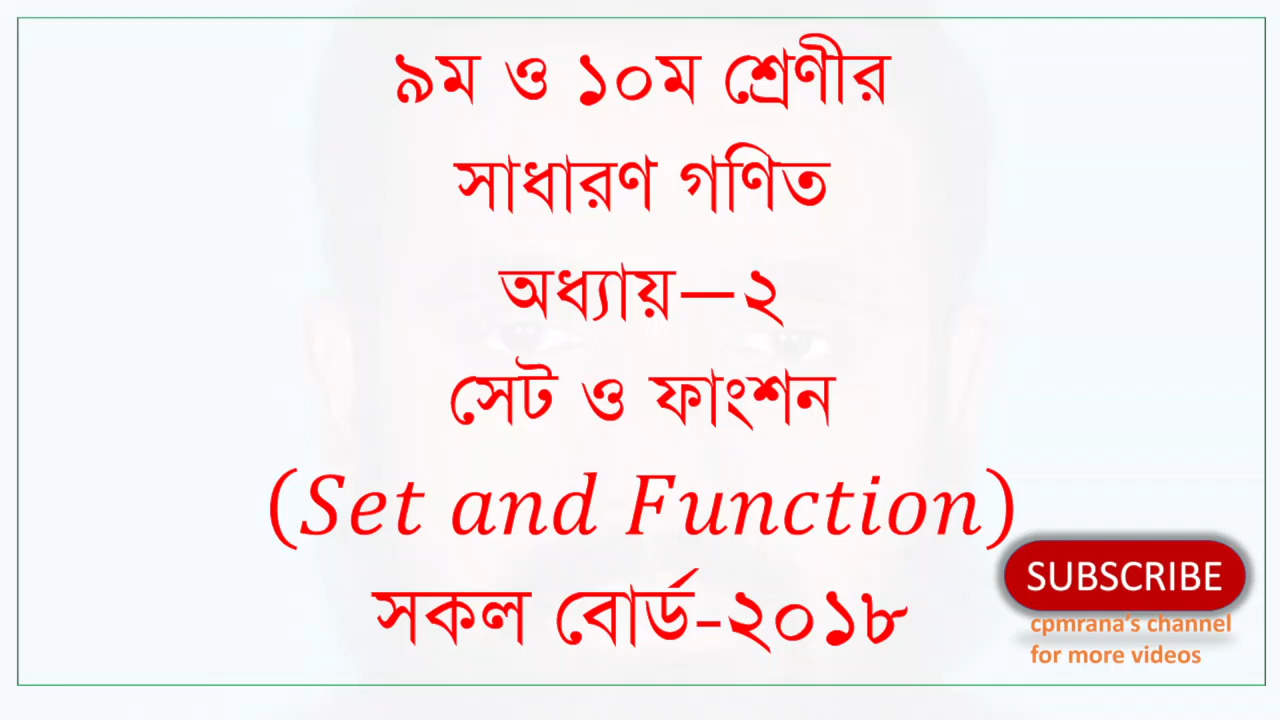 ৯ম ও ১০ম শ্রেণীর
সাধারণ গণিত
অধ্যায়—২
সেট ও ফাংশন
(Set and Function)
সকল বোর্ড-২০১৮
SUBSCRIBE
cpmrana's channel
for more videos